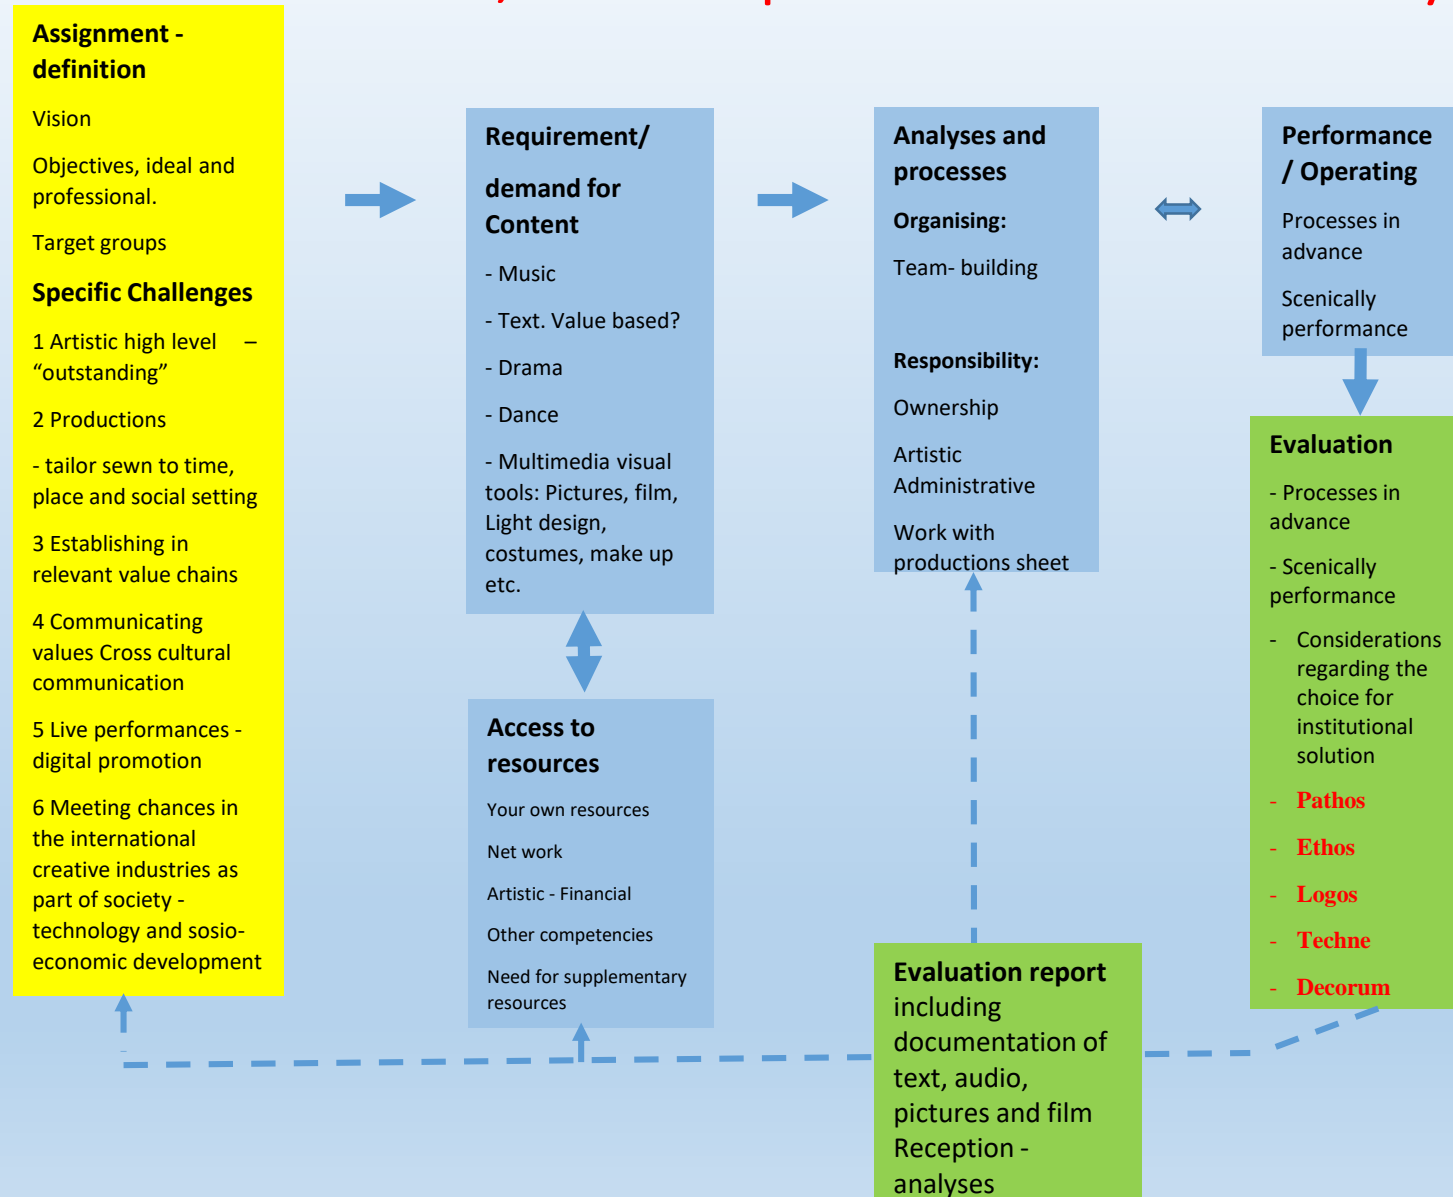 Assignment -
definition
Vision
Objectives, ideal and
professional.
Target groups
Specific Challenges
1 Artistic high level –
“outstanding”
2 Productions
- tailor sewn to time,
place and social setting
3 Establishing in
relevant value chains
4 Communicating
values Cross cultural
communication
5 Live performances -
digital promotion
6 Meeting chances in
the international
creative industries as
part of society -
technology and sosio-
economic development
Requirement/
demand for
Content
- Music
- Text. Value based?
- Drama
- Dance
- Multimedia visual
tools: Pictures, film,
Light design,
costumes, make up
etc.
Access to
resources
Your own resources
Net work
Artistic - Financial
Other competencies
Need for supplementary
resources
Analyses and
processes
Organising:
Team- building
Responsibility:
Ownership
Artistic
Administrative
Work with
productions sheet
Performance
/ Operating
Processes in
advance
Scenically
performance
Evaluation
- Processes in
advance
- Scenically
performance
- Considerations
regarding the
choice for
institutional
solution
- Pathos
- Ethos
- Logos
- Techne
- Decorum
Evaluation report
including
documentation of
text, audio,
pictures and film
Reception -
analyses